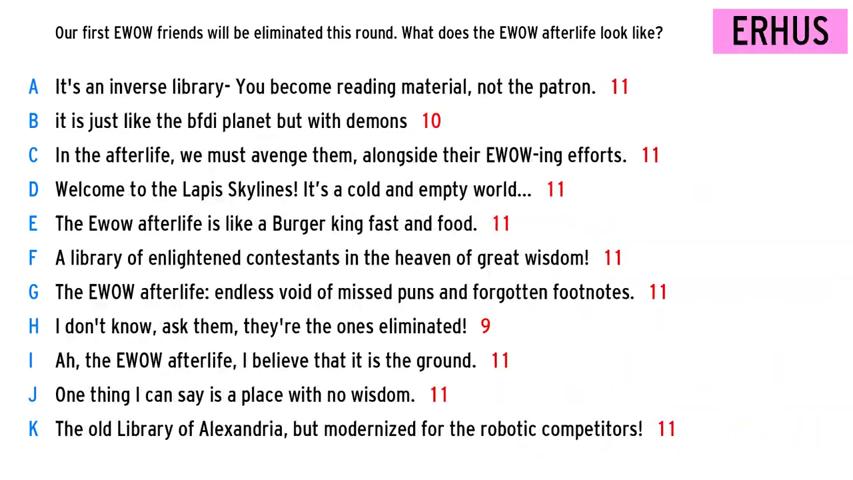 Our first EWOW friends will be eliminated this round. What does the EWOW afterlife look like?
ERHUS
A It's an inverse library- You become reading material, not the patron. 11
B it is just like the bfdi planet but with demons 10
C In the afterlife, we must avenge them, alongside their EWOW-ing efforts. 11
D Welcome to the Lapis Skylines! It’s a cold and empty world... 11
E The Ewow afterlife is like a Burger king fast and food. 11
F A library of enlightened contestants in the heaven of great wisdom! 11
G The EWOW afterlife: endless void of missed puns and forgotten footnotes. 11
H I don't know, ask them, they're the ones eliminated! 9
I Ah, the EWOW afterlife, I believe that it is the ground. 11
J One thing I can say is a place with no wisdom. 11
K The old Library of Alexandria, but modernized for the robotic competitors! 11